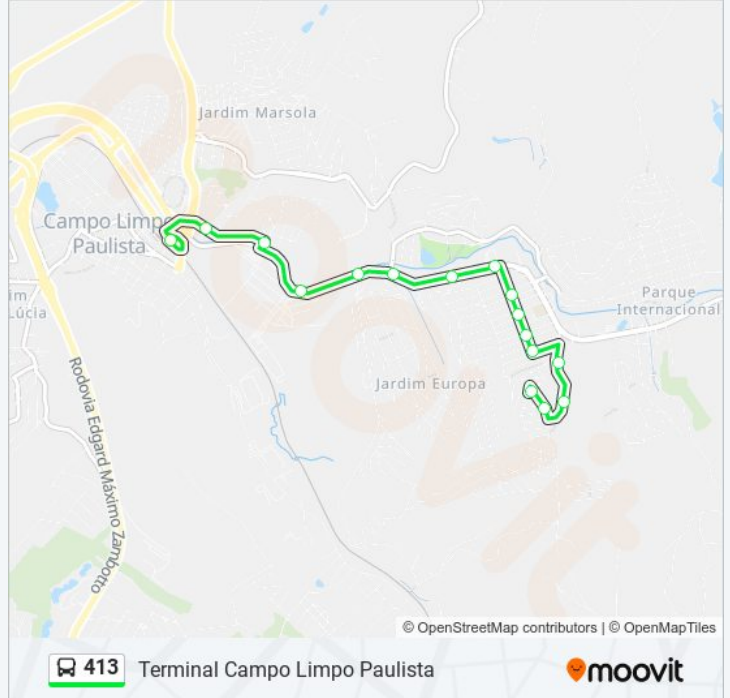 Jardim Marsola
Campo Limpo
Paulista
im
Lúcia
Parque
Internacional
Jardim Europa
Rodovia Edgard Máximo Zambotto
moovit
© OpenStreetMap contributors | © OpenMapTiles
413 Terminal Campo Limpo Paulista
moovit